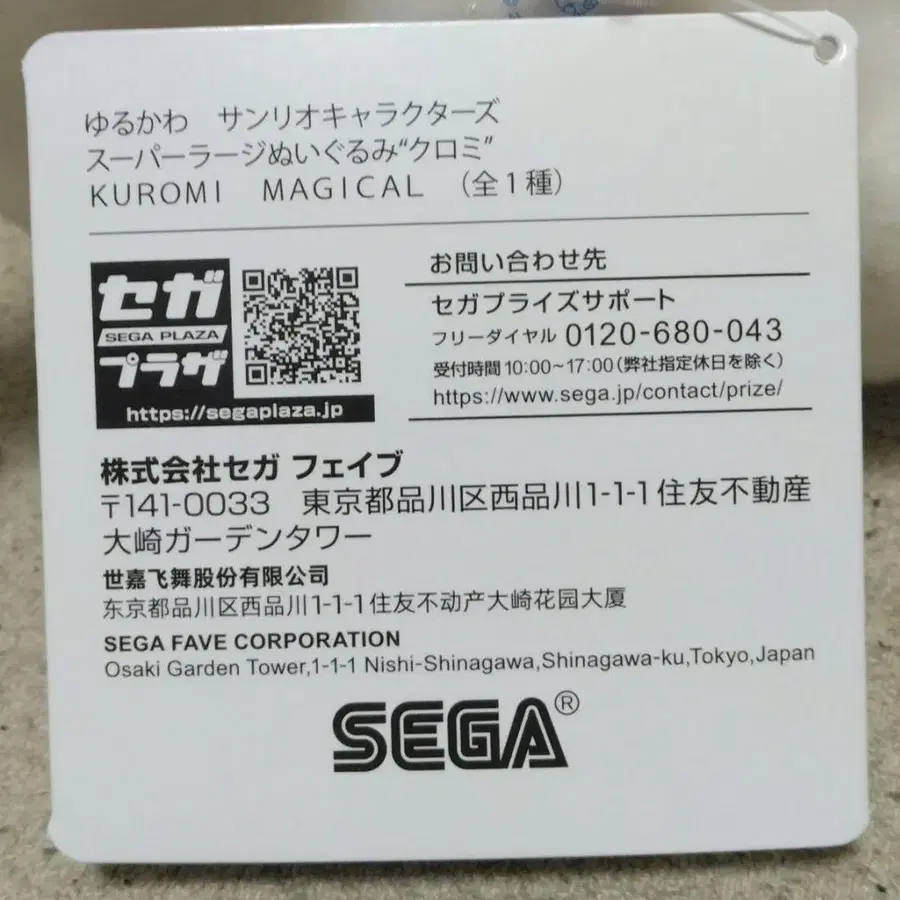 ゆるかわ　サンリオキャラクターズ
スーパーラージぬいぐるみ“クロミ”
KUROMI　MAGICAL　（全１種）
セガ
SEGA PLAZA
プラザ
https://segaplaza.jp
お問い合わせ先
セガプライズサポート
フリーダイヤル 0120-680-043
受付時間 10:00～17:00（弊社指定休日を除く）
https://www.sega.jp/contact/prize/
株式会社セガ フェイブ
〒141-0033　東京都品川区西品川1-1-1住友不動産
大崎ガーデンタワー
世嘉飞舞股份有限公司
东京都品川区西品川1-1-1住友不动产大崎花园大厦
SEGA FAVE CORPORATION
Osaki Garden Tower,1-1-1 Nishi-Shinagawa,Shinagawa-ku,Tokyo,Japan
SEGA®